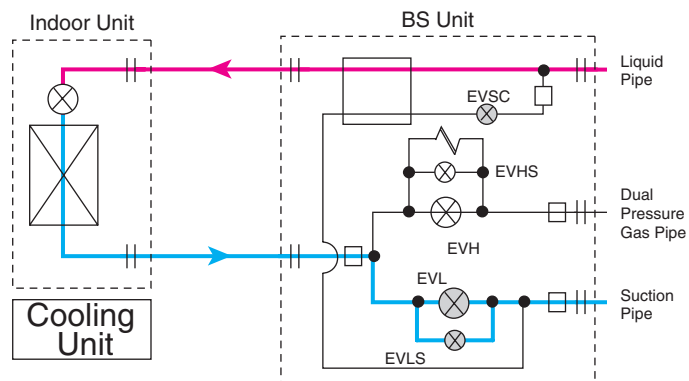 Indoor Unit
BS Unit
Liquid
Pipe
EVSC
EVHS
Dual
Pressure
Gas Pipe
EVH
EVL
Suction
Pipe
Cooling
Unit
EVLS